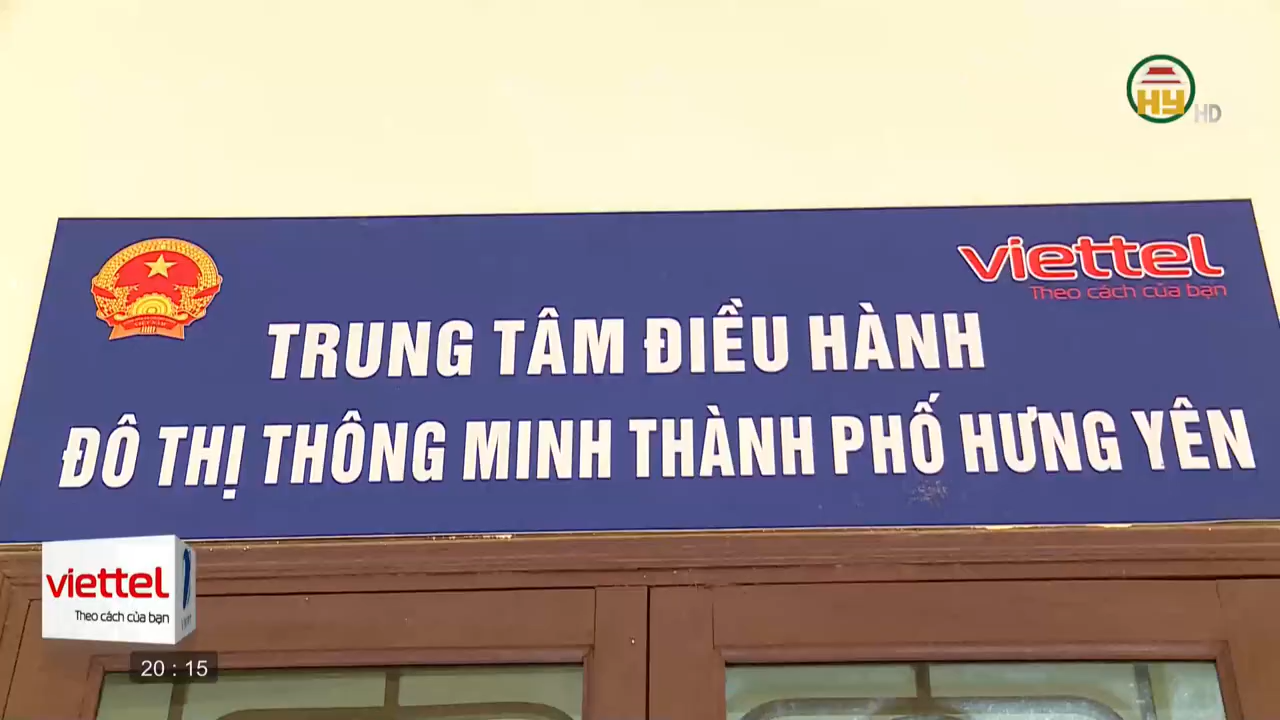 HY HD
viettel
Theo cách của bạn
TRUNG TÂM ĐIỀU HÀNH
ĐÔ THỊ THÔNG MINH THÀNH PHỐ HƯNG YÊN
viettel
Theo cách của bạn
20 : 15